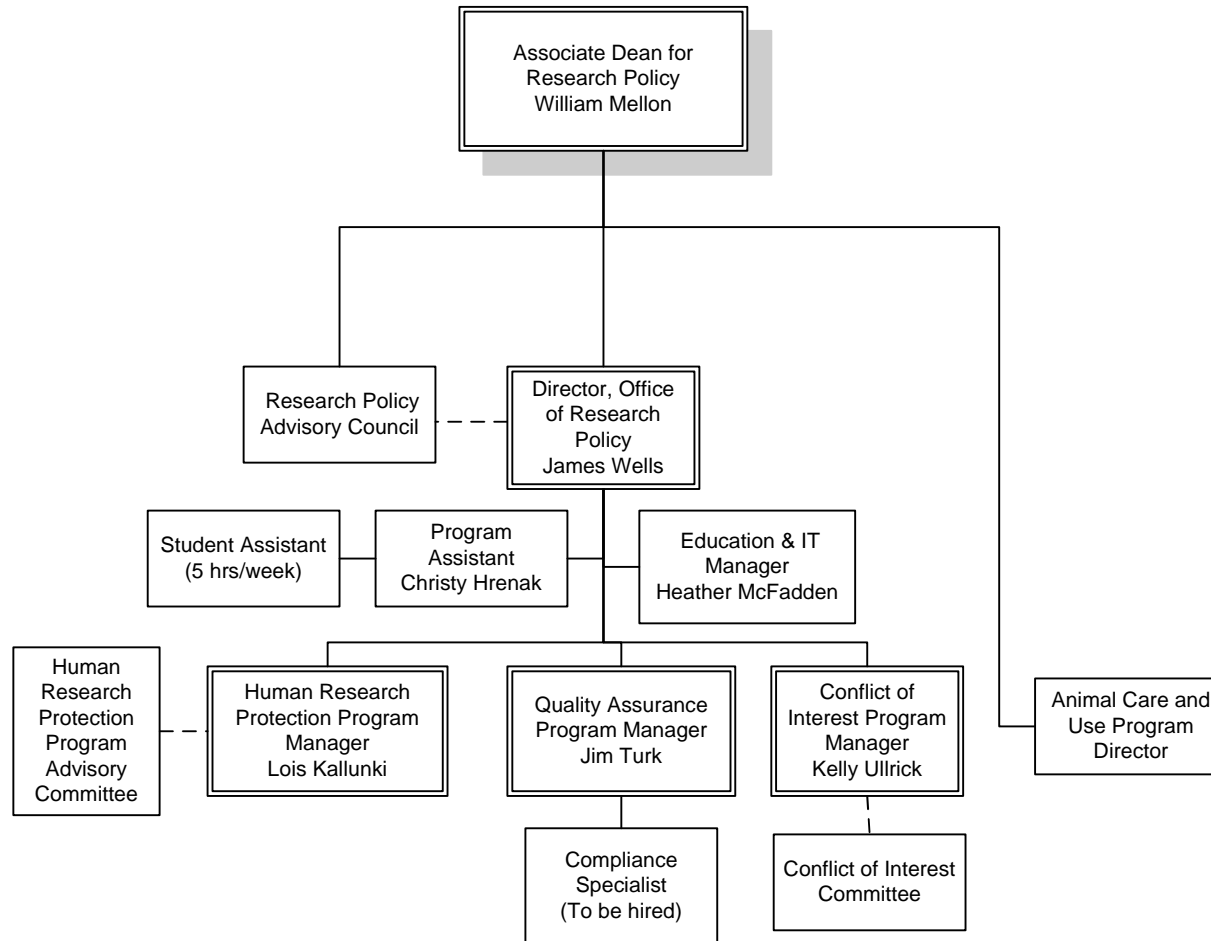 Associate Dean for
Research Policy
William Mellon
Research Policy
Advisory Council
Director, Office
of Research
Policy
James Wells
Student Assistant
(5 hrs/week)
Program
Assistant
Christy Hrenak
Education & IT
Manager
Heather McFadden
Human
Research
Protection
Program
Advisory
Committee
Human Research
Protection Program
Manager
Lois Kallunki
Quality Assurance
Program Manager
Jim Turk
Conflict of
Interest Program
Manager
Kelly Ullrick
Animal Care and
Use Program
Director
Compliance
Specialist
(To be hired)
Conflict of Interest
Committee